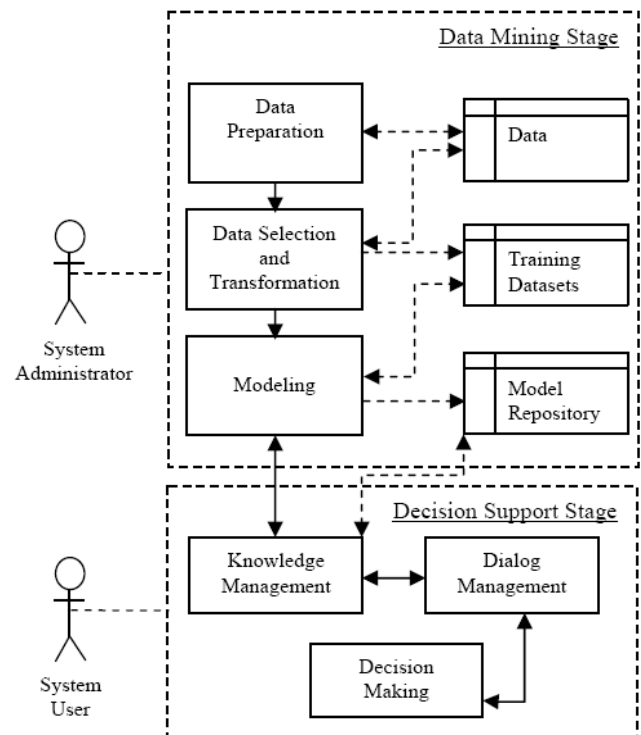 Data Mining Stage
Data
Preparation
Data
Data Selection
and
Transformation
Training
Datasets
System
Administrator
Modeling
Model
Repository
Decision Support Stage
Knowledge
Management
Dialog
Management
System
User
Decision
Making